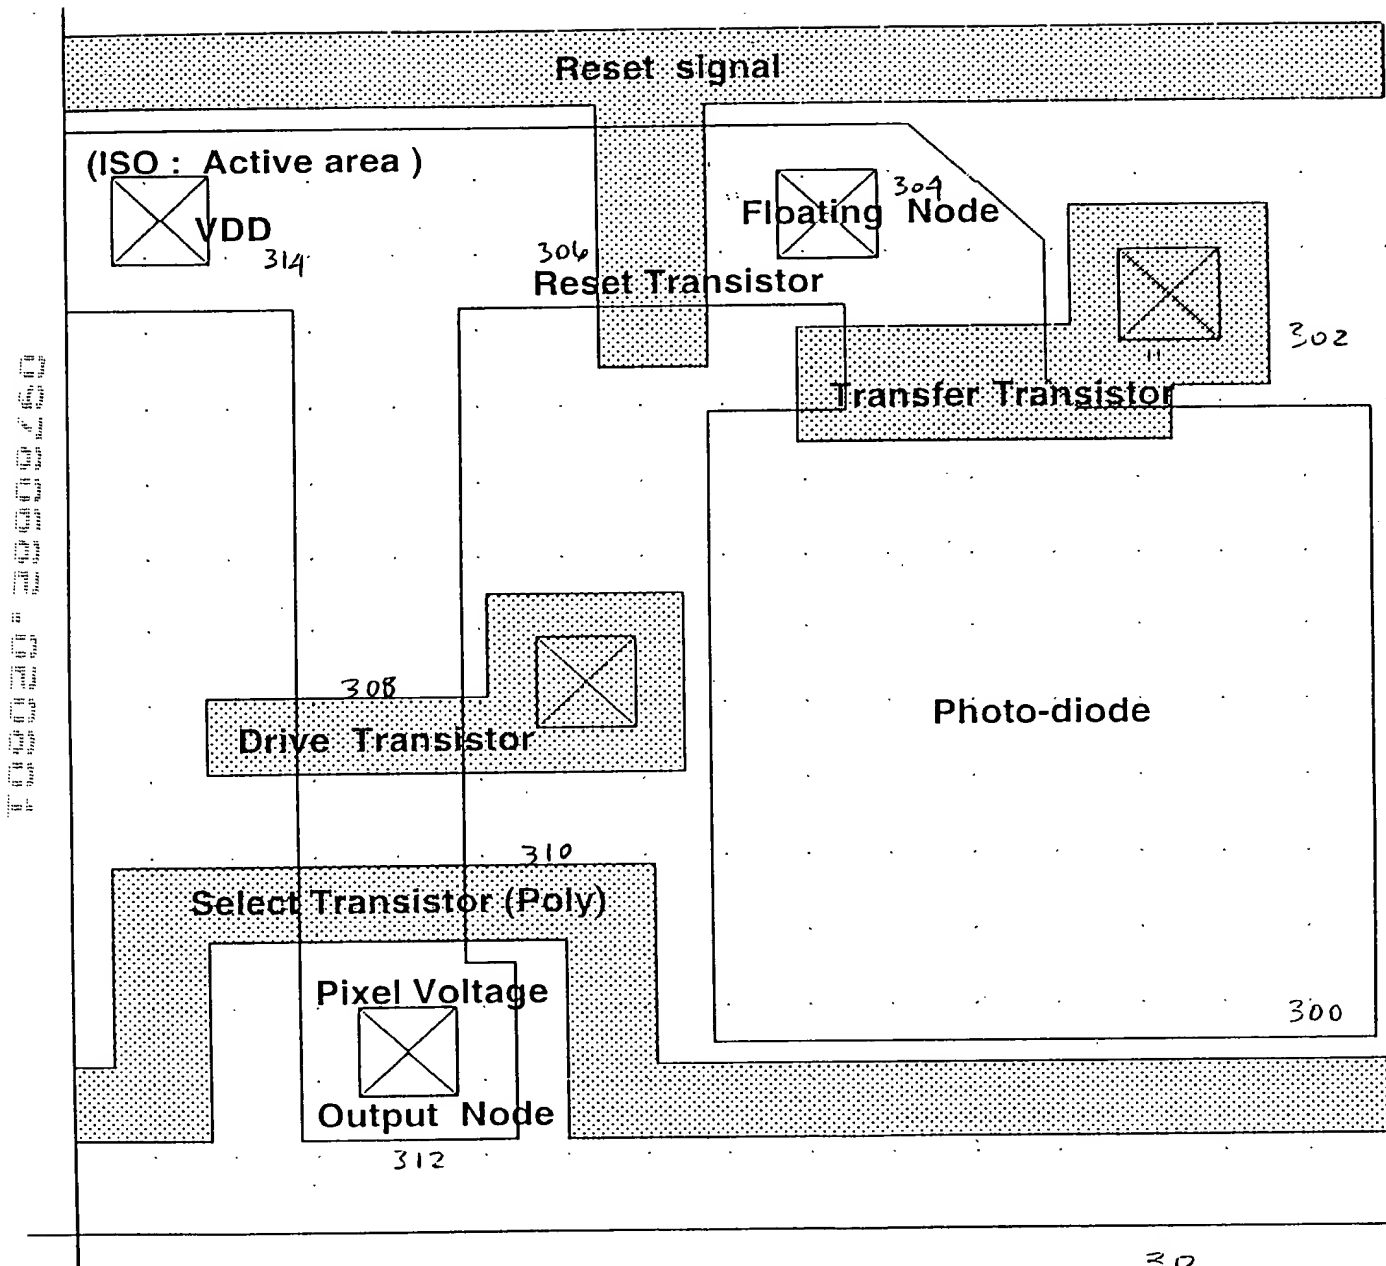 Reset signal
(ISO : Active area )
VDD
314
306
Reset Transistor
304
Floating Node
302
Transfer Transistor
308
Drive Transistor
Photo-diode
310
Select Transistor (Poly)
Pixel Voltage
300
Output Node
312